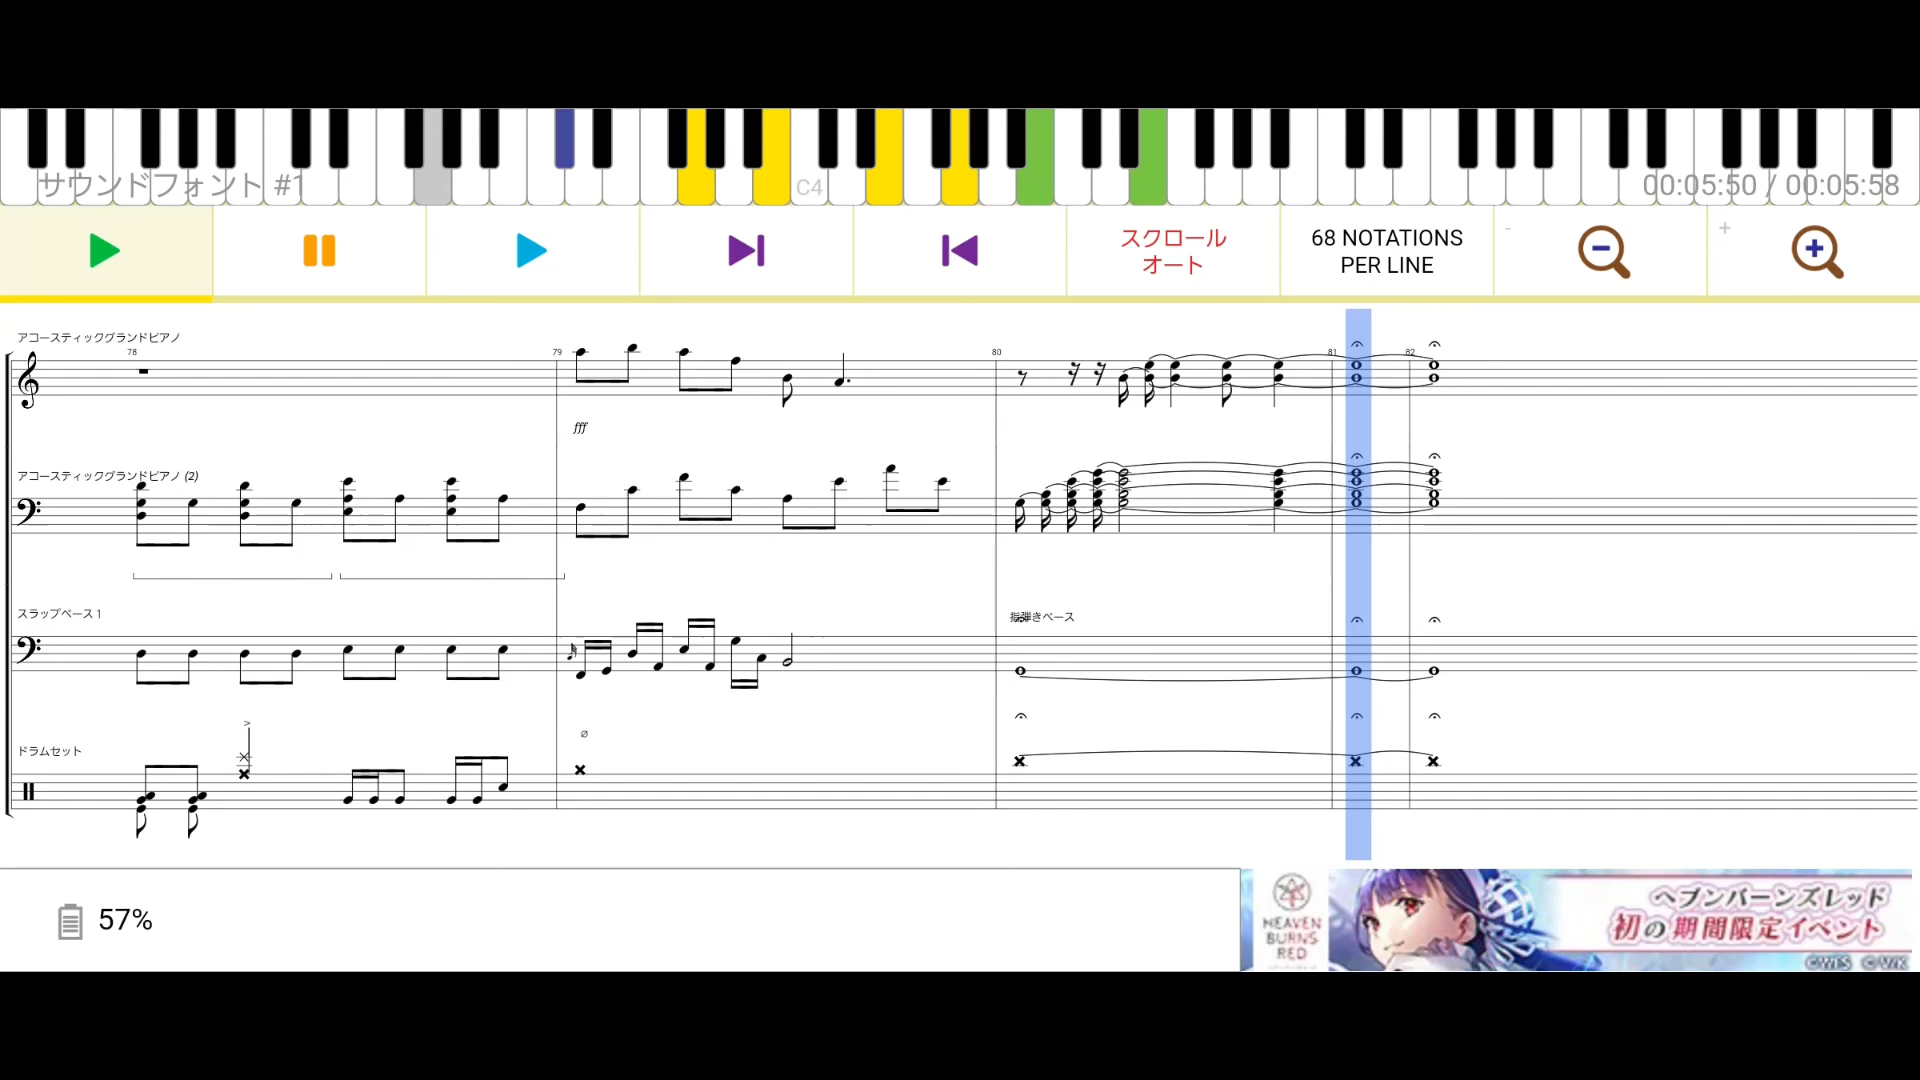 サウンドフォント #1
C4
00:05:50 / 00:05:58
スクロール
オート
68 NOTATIONS
PER LINE
-
+
アコースティックグランドピアノ
78
79
80
81
82
fff
アコースティックグランドピアノ (2)
スラップベース 1
指弾きベース
ドラムセット
57%
HEAVEN
BURNS
RED
ヘブンバーンズレッド
初の期間限定イベント
©WFS